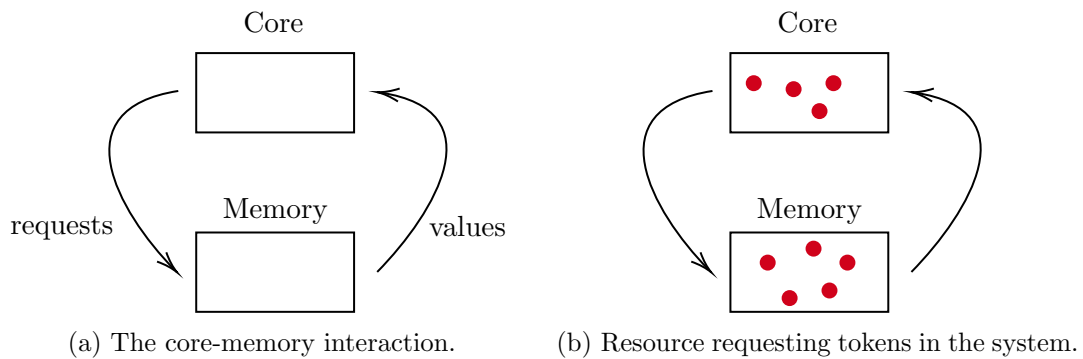 Core
requests
Memory
values
(a) The core-memory interaction.
Core
Memory
(b) Resource requesting tokens in the system.